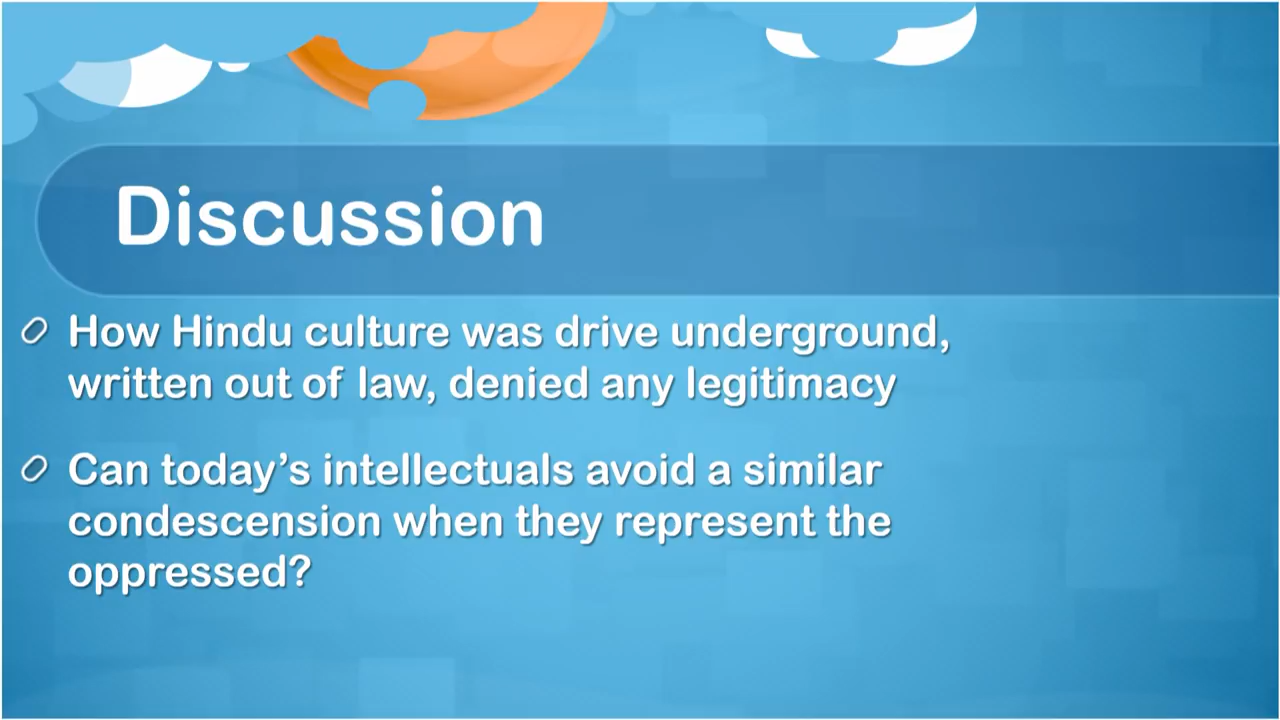 Discussion
How Hindu culture was drive underground,
written out of law, denied any legitimacy
Can today’s intellectuals avoid a similar
condescension when they represent the
oppressed?